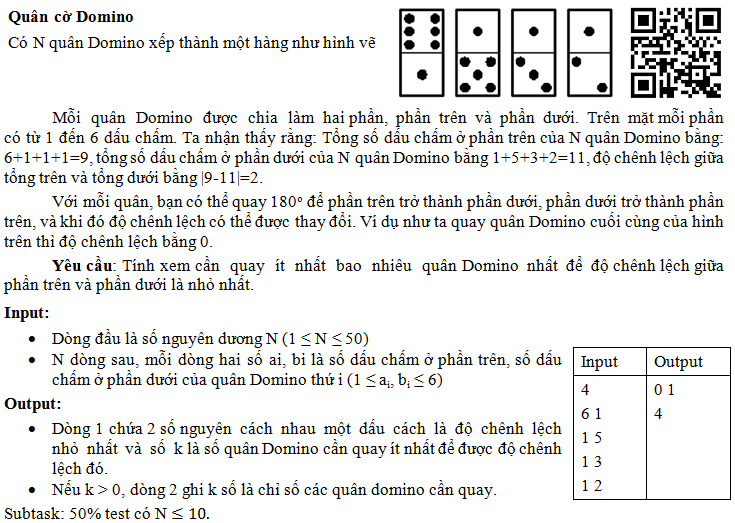 Quân cờ Domino
Có N quân Domino xếp thành một hàng như hình vẽ
Mỗi quân Domino được chia làm hai phần, phần trên và phần dưới. Trên mặt mỗi phần
có từ 1 đến 6 dấu chấm. Ta nhận thấy rằng: Tổng số dấu chấm ở phần trên của N quân Domino bằng:
6+1+1+1=9, tổng số dấu chấm ở phần dưới của N quân Domino bằng 1+5+3+2=11, độ chênh lệch giữa
tổng trên và tổng dưới bằng |9-11|=2.
Với mỗi quân, bạn có thể quay 180º để phần trên trở thành phần dưới, phần dưới trở thành phần
trên, và khi đó độ chênh lệch có thể được thay đổi. Ví dụ như ta quay quân Domino cuối cùng của hình
trên thì độ chênh lệch bằng 0.
Yêu cầu: Tính xem cần quay ít nhất bao nhiêu quân Domino nhất để độ chênh lệch giữa
phần trên và phần dưới là nhỏ nhất.
Input:
• Dòng đầu là số nguyên dương N (1 ≤ N ≤ 50)
• N dòng sau, mỗi dòng hai số ai, bi là số dấu chấm ở phần trên, số dấu
chấm ở phần dưới của quân Domino thứ i (1 ≤ ai, bi ≤ 6)
Output:
• Dòng 1 chứa 2 số nguyên cách nhau một dấu cách là độ chênh lệch
nhỏ nhất và số k là số quân Domino cần quay ít nhất để được độ chênh
lệch đó.
• Nếu k > 0, dòng 2 ghi k số là chỉ số các quân domino cần quay.
Subtask: 50% test có N ≤ 10.
Input Output
4 0 1
6 1 4
1 5
1 3
1 2